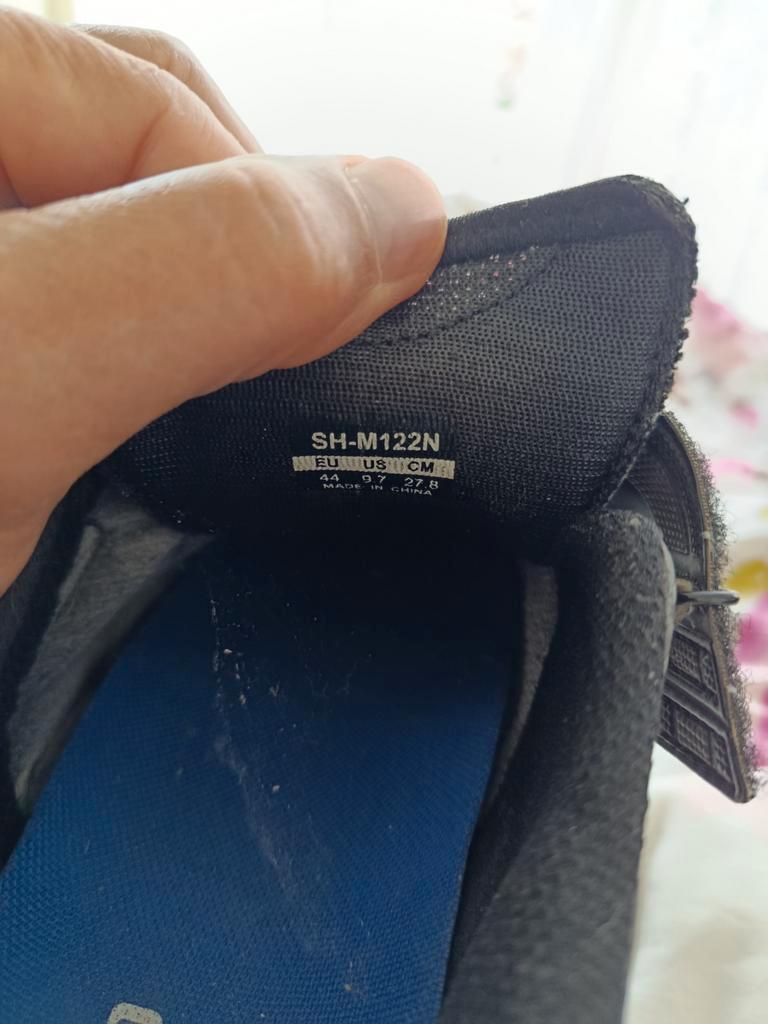 SH-M122N
EU US CM
44 9.7 27.8
MADE IN CHINA